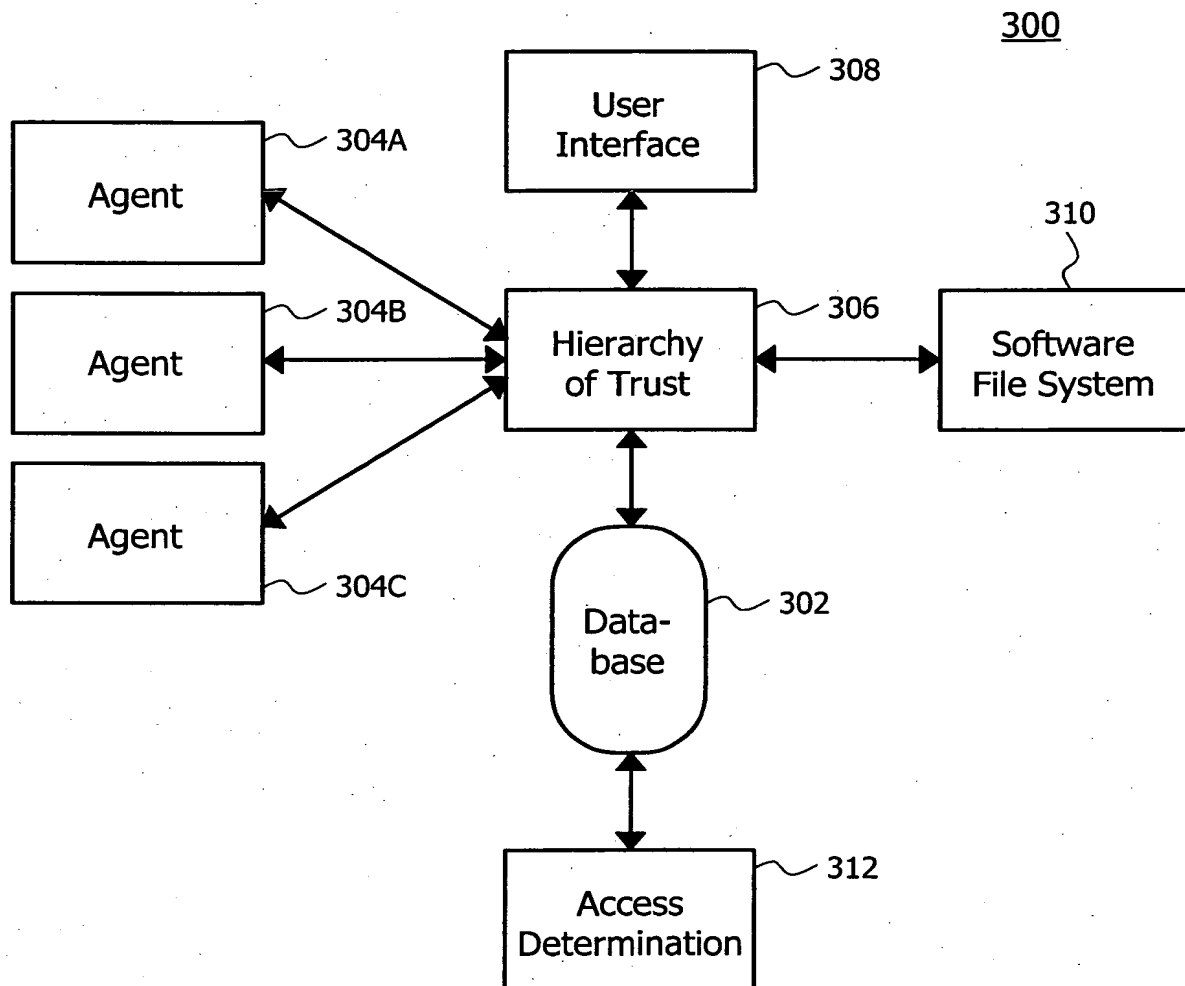 300
308
User
Interface
304A
Agent
310
304B
Agent
306
Hierarchy
of Trust
Software
File System
Agent
304C
302
Data-
base
312
Access
Determination